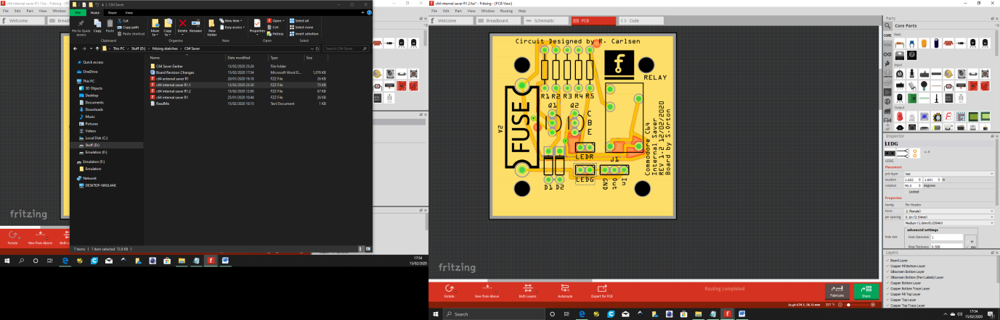 c64 internal saver R1.1.fzz* - Fritzing
File Edit Part View
Welcome
C64 Saver
File Home Share View
Cut
Copy path
Paste shortcut
Pin to Quick access
Copy
Paste
Move to
Copy to
Delete
Rename
New folder
New item
Easy access
Properties
Open
Edit
History
Select all
Select none
Invert selection
Clipboard
Organise
New
Open
Select
This PC
Stuff (D:)
fritzing sketches
C64 Saver
Search C64 Saver
Quick access
OneDrive
This PC
3D Objects
Desktop
Documents
Downloads
Music
Pictures
Videos
Local Disk (C:)
Stuff (D:)
Emulators (F:)
Emulators (F:)
Emulators
Network
DESKTOP-N6GL4AK
Name Date modified Type Size
C64 Saver Gerber 13/02/2020 23:26 File folder
Board Revision Changes 15/02/2020 17:54 Microsoft Word D... 1,078 KB
c64 external saver R1 20/01/2020 19:18 FZZ File 26 KB
c64 internal saver R1.1 13/02/2020 23:30 FZZ File 73 KB
c64 internal saver R1.2 15/02/2020 12:00 FZZ File 67 KB
c64 internal saver R1 25/01/2020 10:44 FZZ File 26 KB
ReadMe 15/02/2020 10:15 Text Document 1 KB
7 items 1 item selected 72.8 KB
fritzing
Rotate
View from Above
17:54
15/02/2020
c64 internal saver R1.2.fzz* - Fritzing - [PCB View]
File Edit Part View Window Routing Help
Welcome
Breadboard
Schematic
PCB
Code
Circuit Designed by R. Carlsen
RELAY
R1 R2 R3 R4 R5
Q1 Q2
C
B
E
FUSE
2A
LEDR
LEDG
J1
D1 D2
GND
Out
In
Commodore C64
Internal Saver
REV 1-2 12/02/2020
Board by S.Orton
fritzing
Rotate
View from Above
Both Layers
Autoroute
Export for PCB
Routing completed
Fabricate
Share
Parts
Core Parts
CORE
Basic
Input
Output
Inspector
LEDG
LEDG
Placement
pcb layer top
location 1.662 1.691 in
rotation 90.0 degrees
Locked
Properties
family Pin Header
pin spacing 0.1in (2.54mm)
advanced settings
hole size
Hole Diameter 1
Ring Thickness 0.508
Layers
Board Layer
Copper Fill Bottom Layer
Silkscreen Bottom Layer
Silkscreen Bottom (Part Labels) Layer
Copper Bottom Layer
Copper Bottom Trace Layer
Copper Fill Top Layer
Copper Top Layer
Copper Top Trace Layer
Search
17:54
15/02/2020